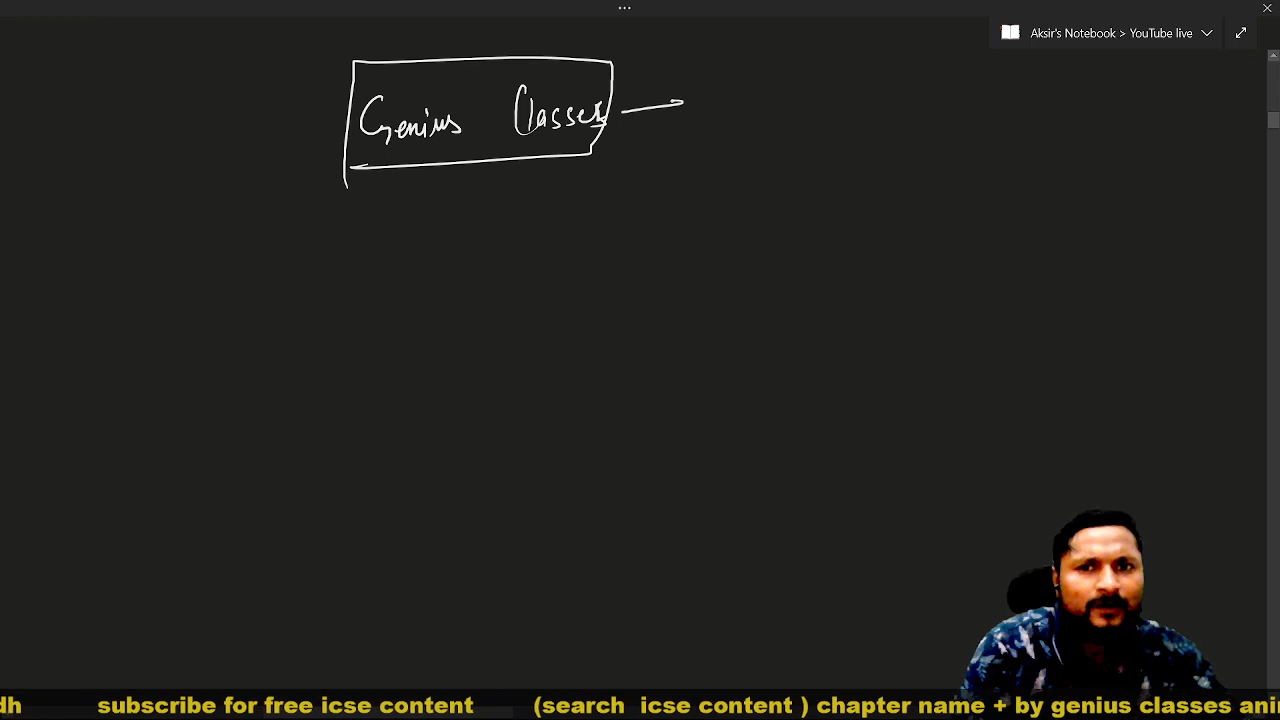 Aksir's Notebook > YouTube live
Genius Classes
dh subscribe for free icse content (search icse content ) chapter name + by genius classes ani